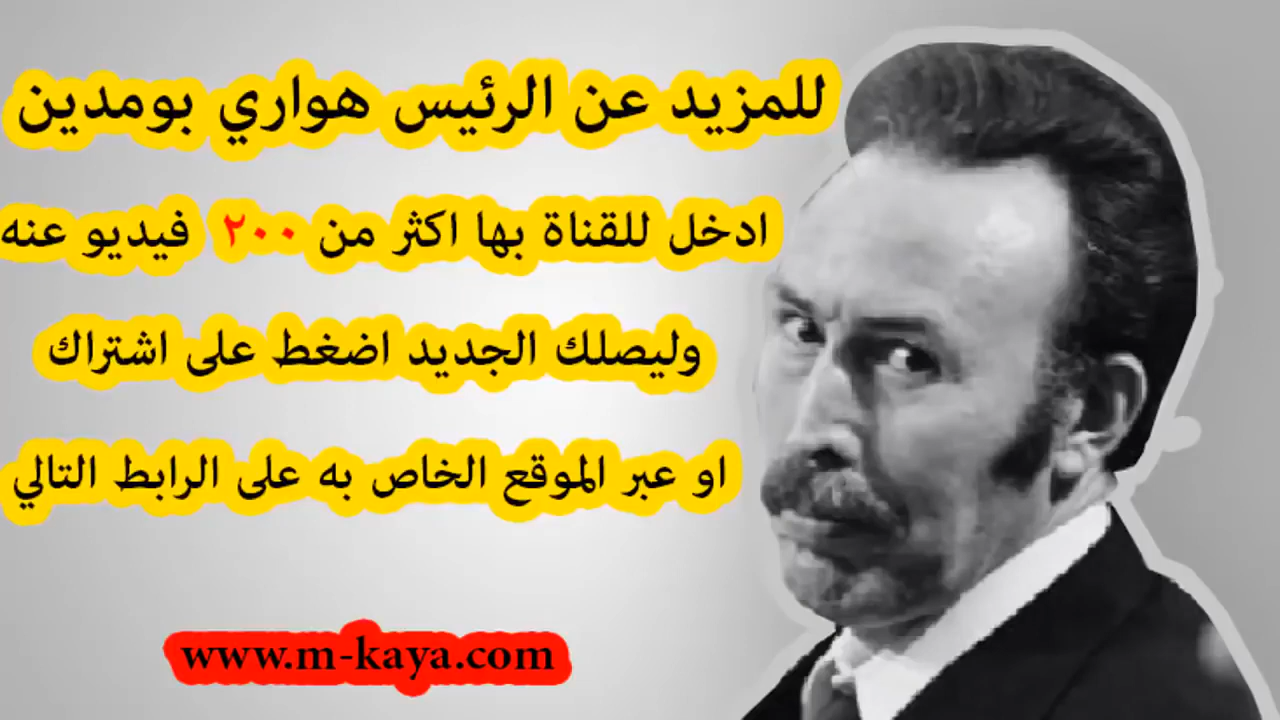 للمزيد عن الرئيس هواري بومدين
ادخل للقناة بها اكثر من ٢٠٠ فيديو عنه
وليصلك الجديد اضغط على اشتراك
او عبر الموقع الخاص به على الرابط التالي
www.m-kaya.com